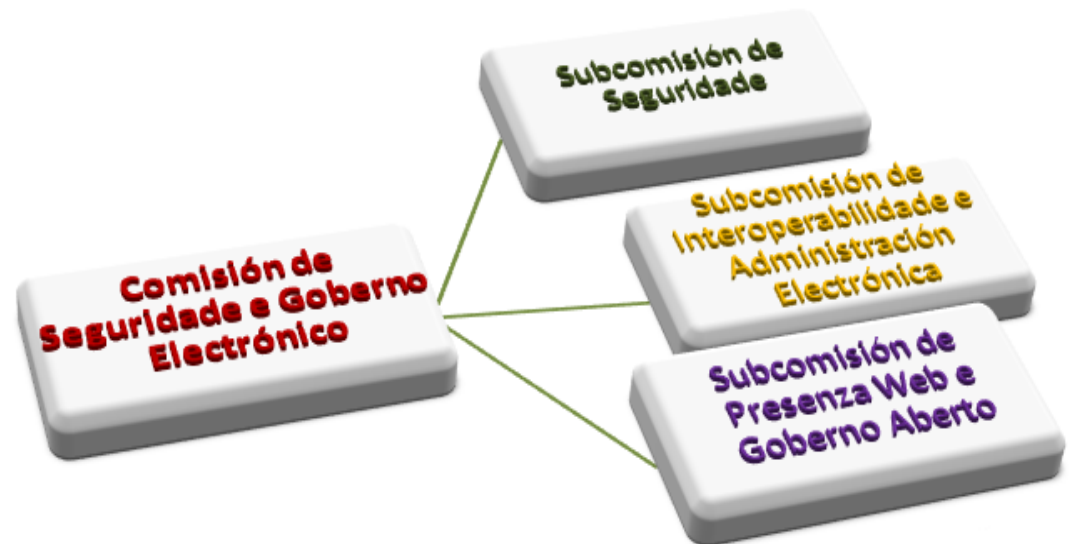 Comisión de
Seguridade e Goberno
Electrónico
Subcomisión de
Seguridade
Subcomisión de
Interoperabilidade e
Administración
Electrónica
Subcomisión de
Presenza Web e
Goberno Aberto